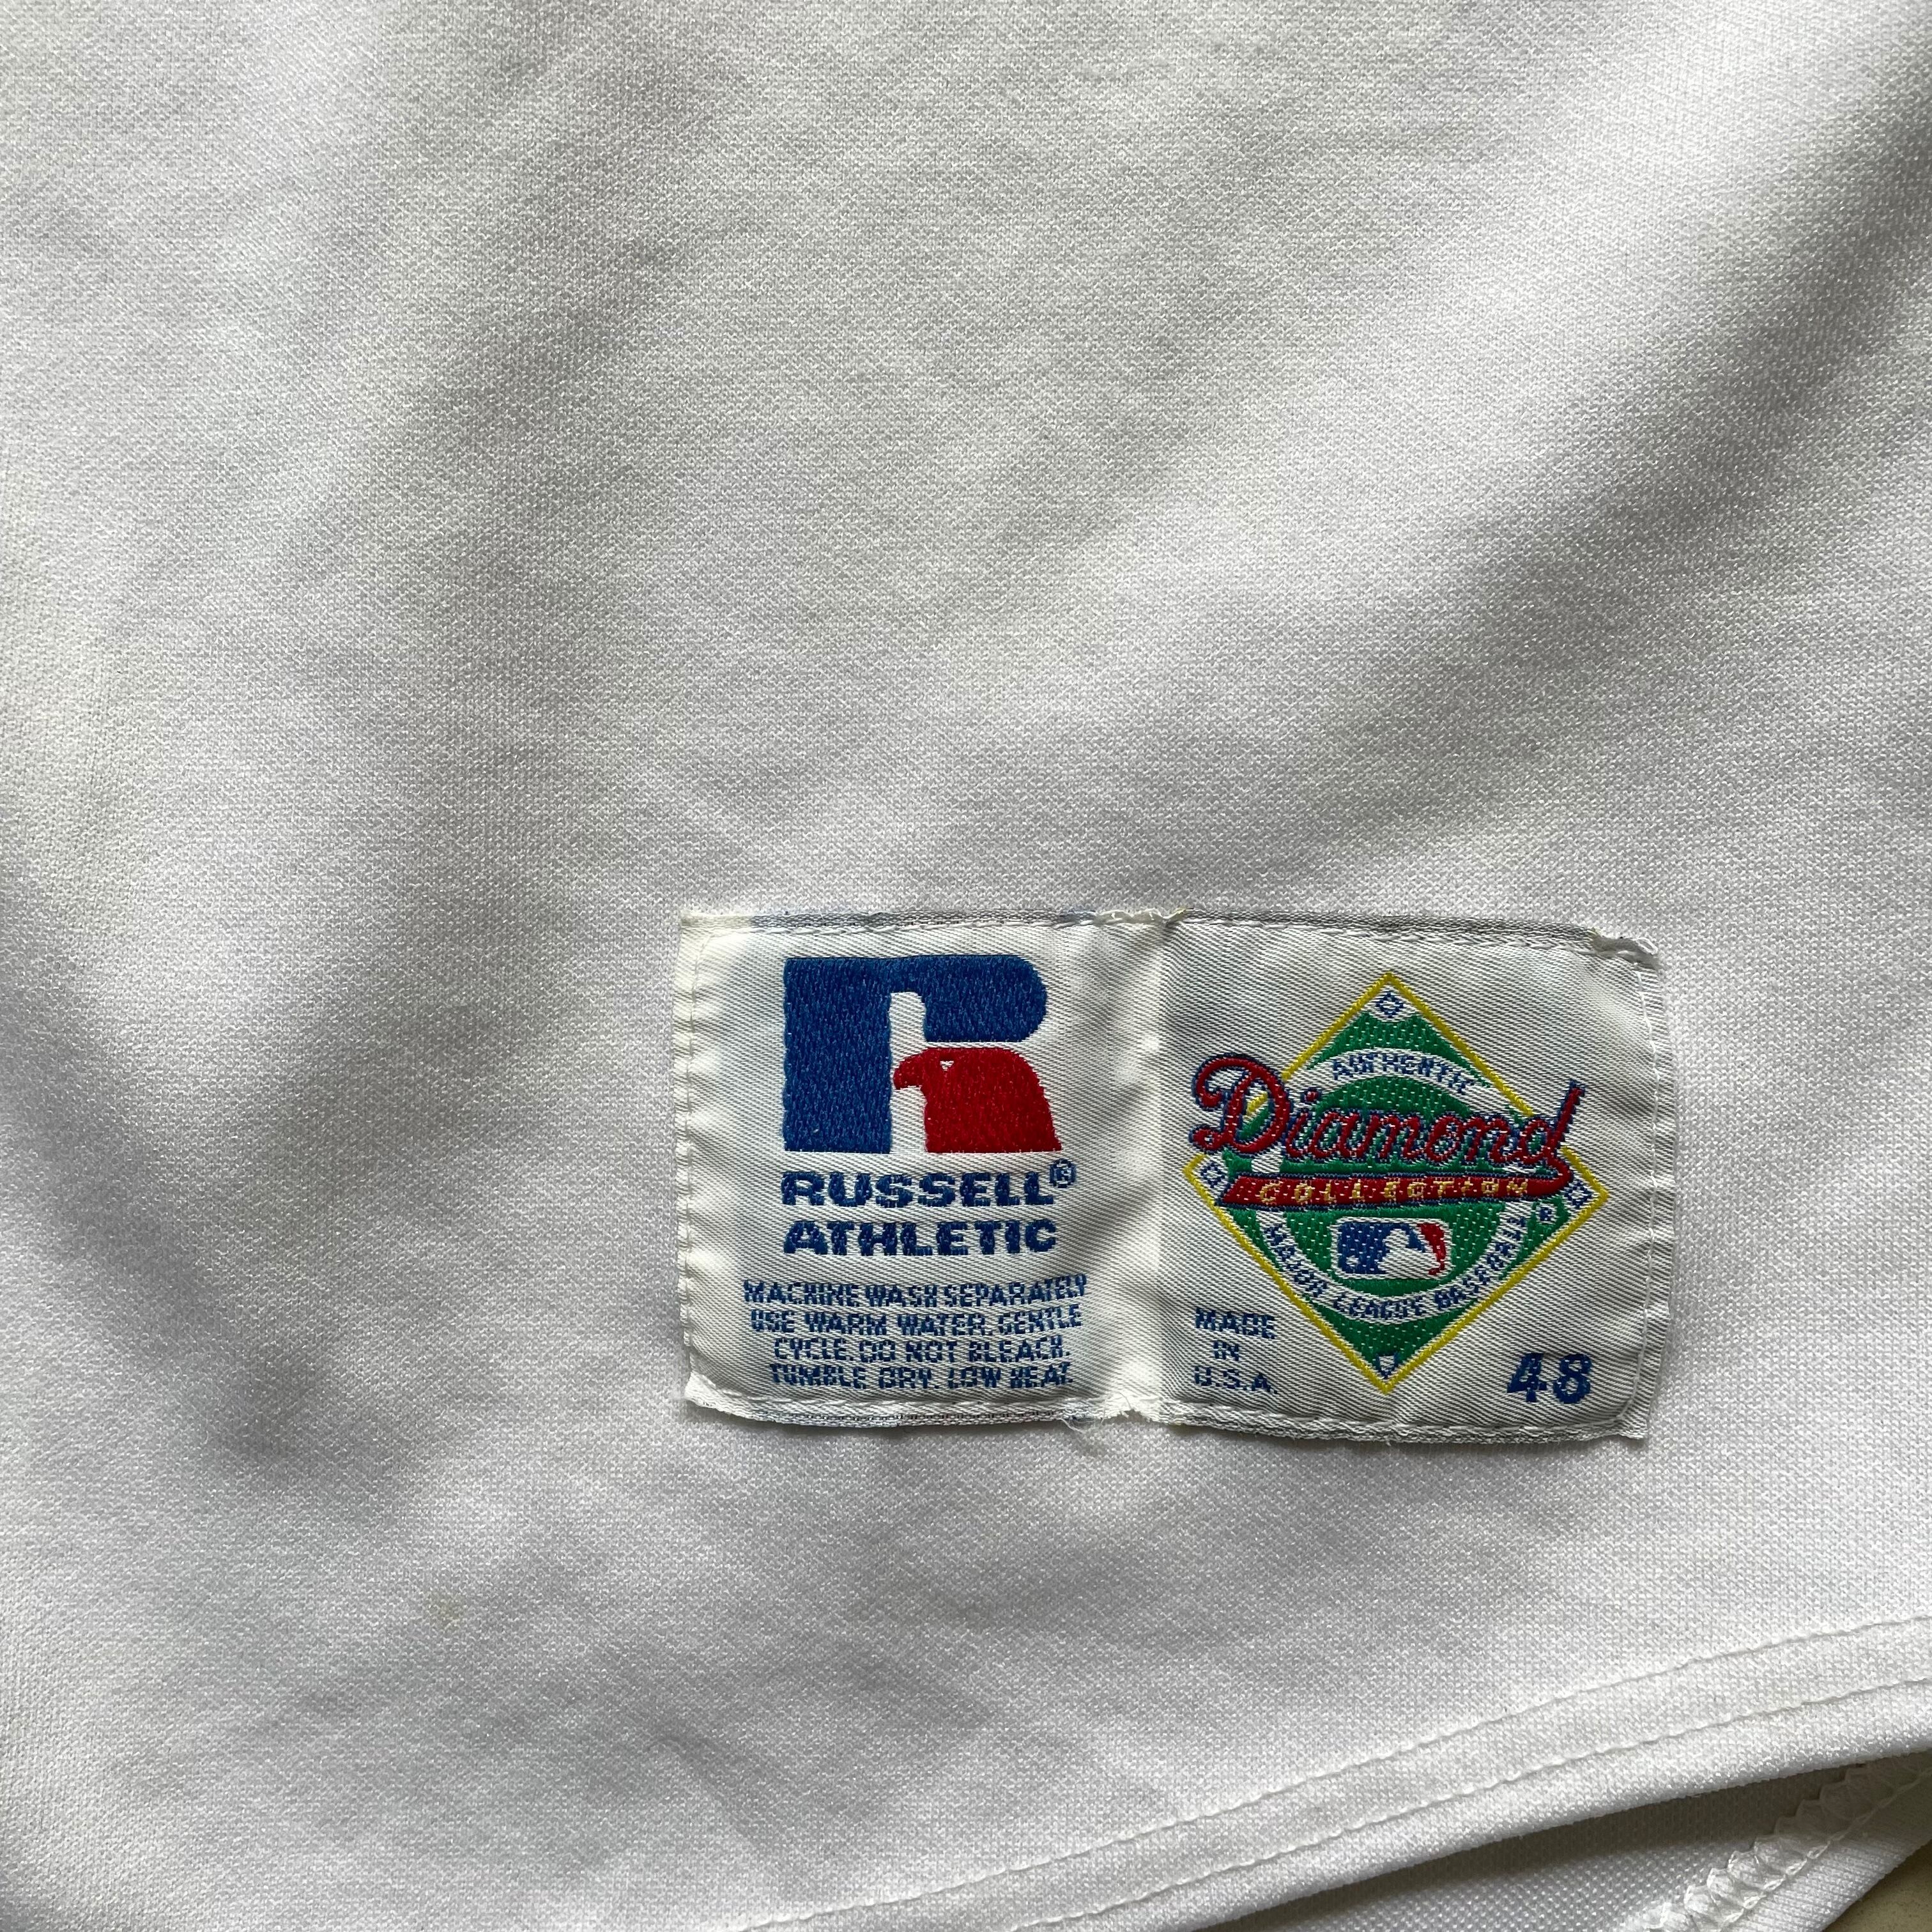 RUSSELL®
ATHLETIC
MACHINE WASH SEPARATELY
USE WARM WATER. GENTLE
CYCLE. DO NOT BLEACH.
TUMBLE DRY. LOW HEAT.
AUTHENTIC
Diamond
COLLECTION
®
MAJOR LEAGUE BASEBALL
MADE
IN
U.S.A.
48